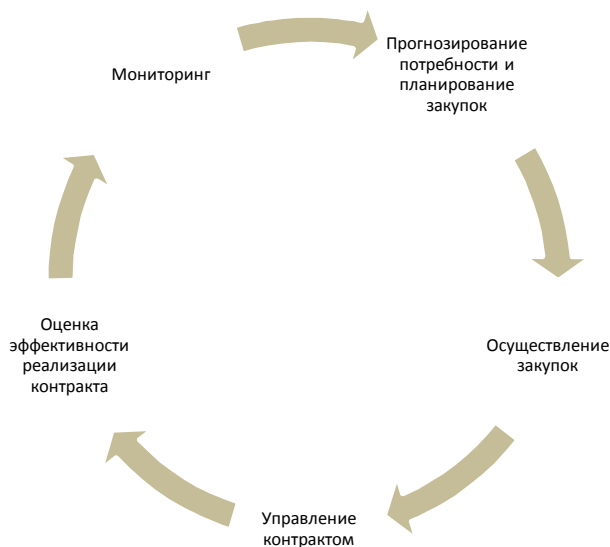 Мониторинг
Прогнозирование
потребности и
планирование
закупок
Осуществление
закупок
Управление
контрактом
Оценка
эффективности
реализации
контракта